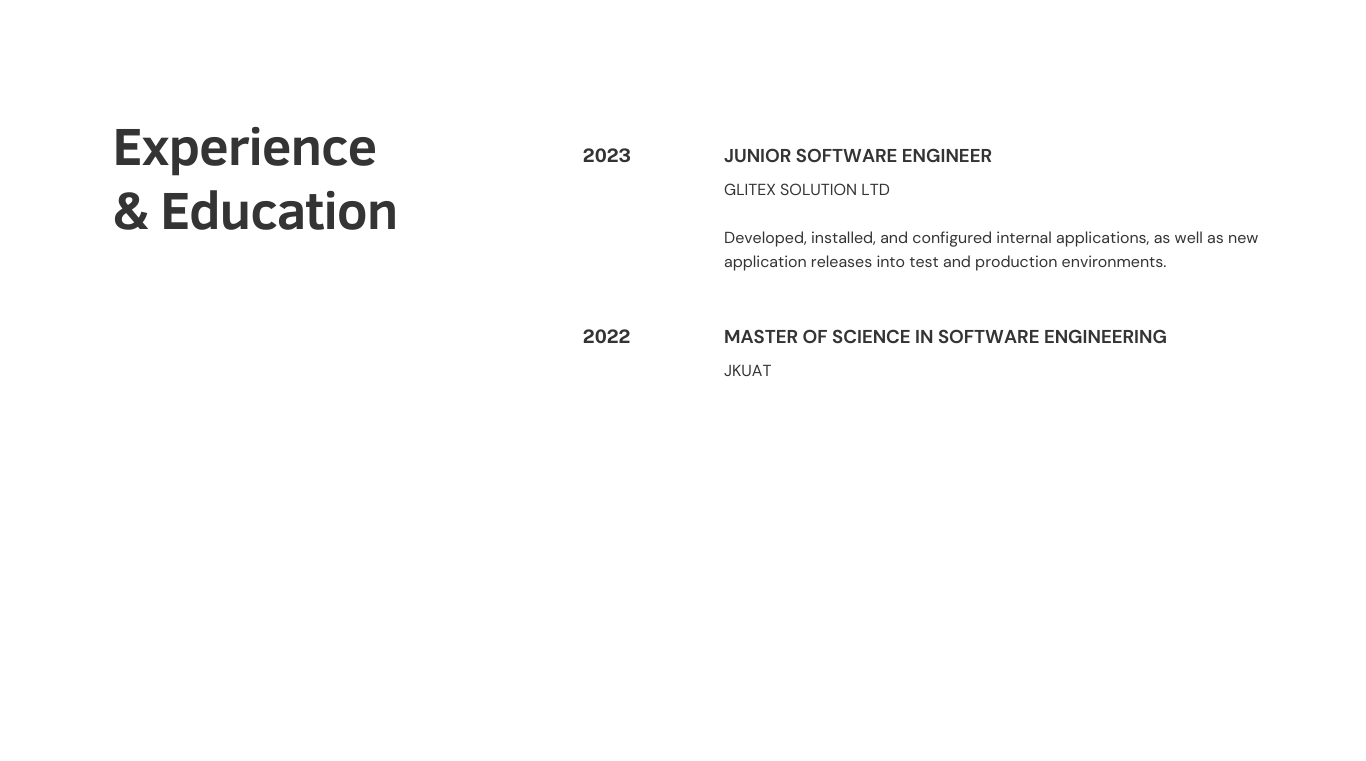 Experience
& Education
2023
JUNIOR SOFTWARE ENGINEER
GLITEX SOLUTION LTD
Developed, installed, and configured internal applications, as well as new
application releases into test and production environments.
2022
MASTER OF SCIENCE IN SOFTWARE ENGINEERING
JKUAT